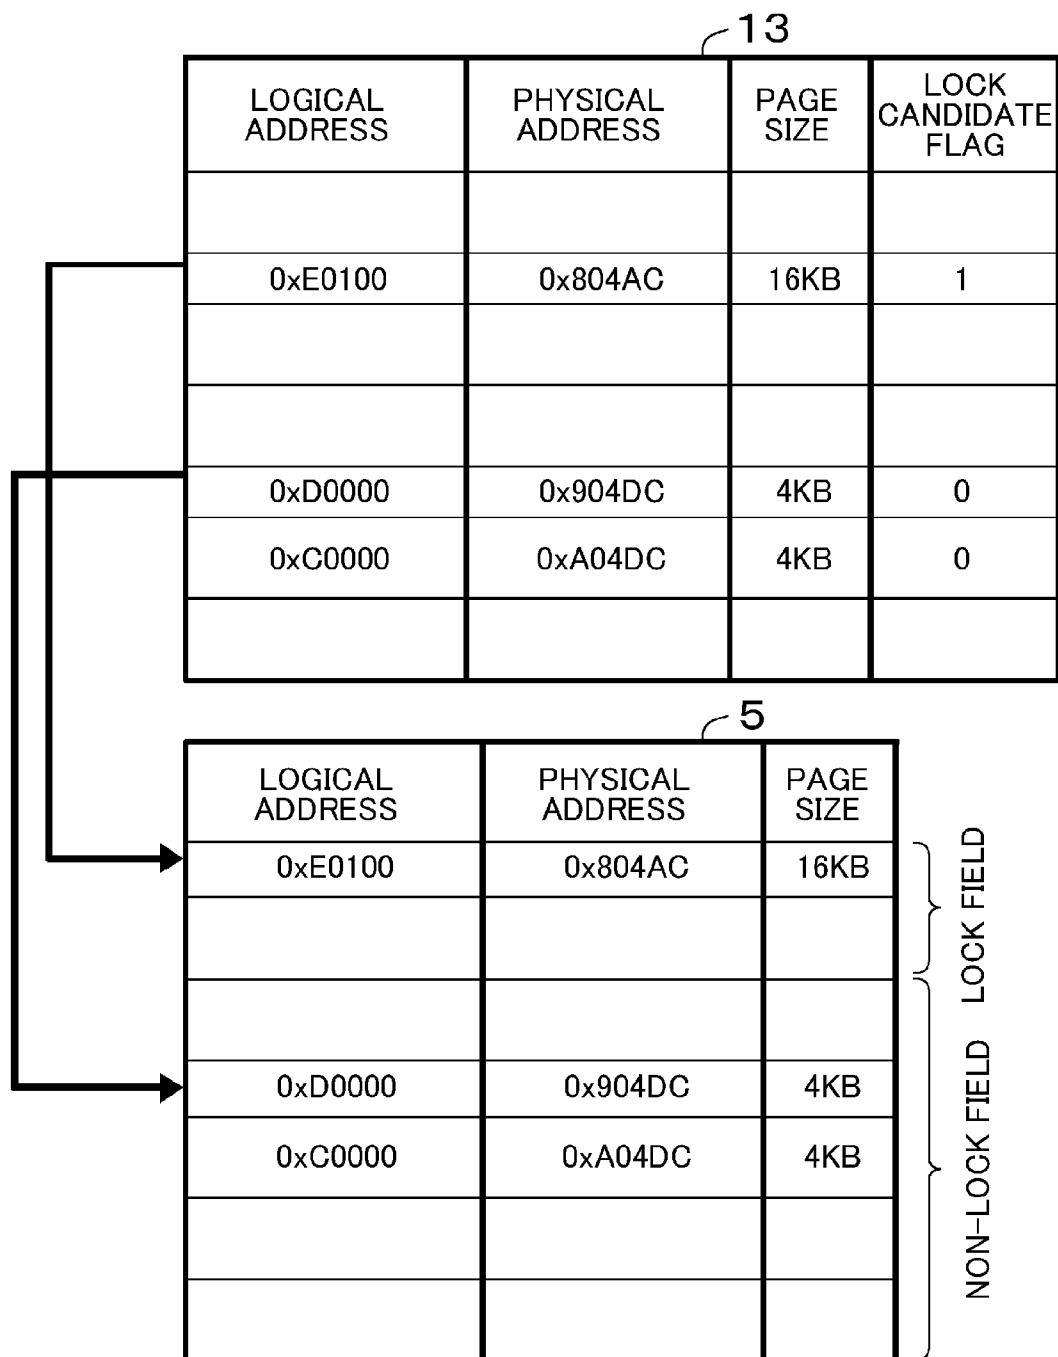 13
LOGICAL ADDRESS PHYSICAL ADDRESS PAGE SIZE LOCK CANDIDATE FLAG
0xE0100 0x804AC 16KB 1
0xD0000 0x904DC 4KB 0
0xC0000 0xA04DC 4KB 0
5
LOGICAL ADDRESS PHYSICAL ADDRESS PAGE SIZE
0xE0100 0x804AC 16KB
0xD0000 0x904DC 4KB
0xC0000 0xA04DC 4KB
LOCK FIELD
NON-LOCK FIELD